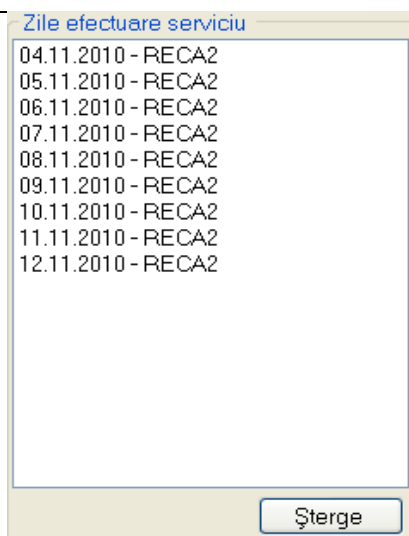 Zile efectuare serviciu
04.11.2010 - RECA2
05.11.2010 - RECA2
06.11.2010 - RECA2
07.11.2010 - RECA2
08.11.2010 - RECA2
09.11.2010 - RECA2
10.11.2010 - RECA2
11.11.2010 - RECA2
12.11.2010 - RECA2
Şterge